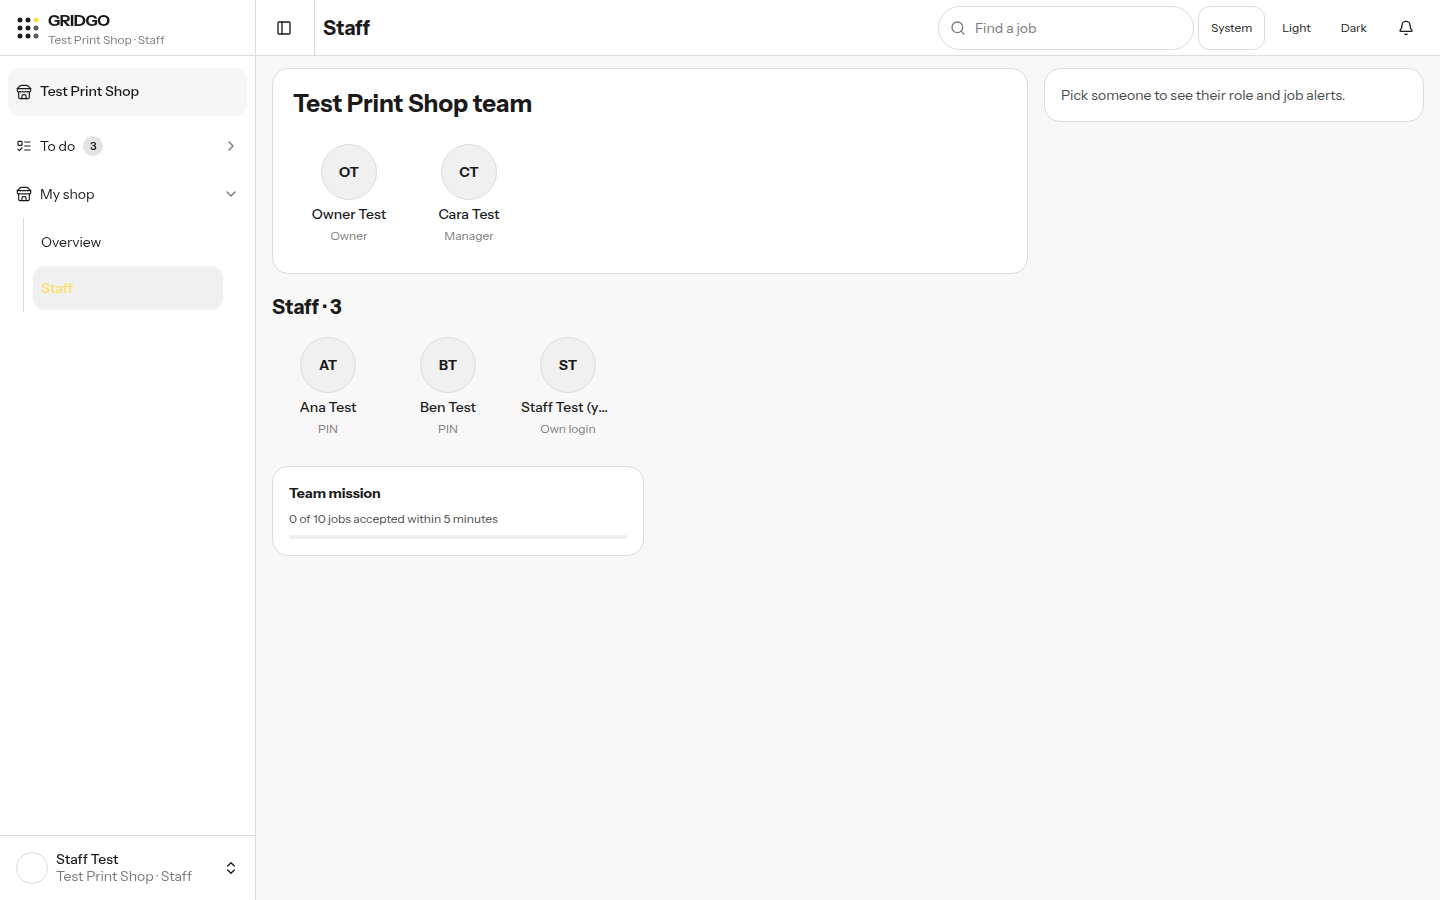 GRIDGO
Test Print Shop · Staff
Test Print Shop
To do 3
My shop
Overview
Staff
Staff Test
Test Print Shop · Staff
Staff
Find a job
System
Light
Dark
Test Print Shop team
OT
CT
Owner Test
Cara Test
Owner
Manager
Staff · 3
AT
BT
ST
Ana Test
Ben Test
Staff Test (y...
PIN
PIN
Own login
Team mission
0 of 10 jobs accepted within 5 minutes
Pick someone to see their role and job alerts.